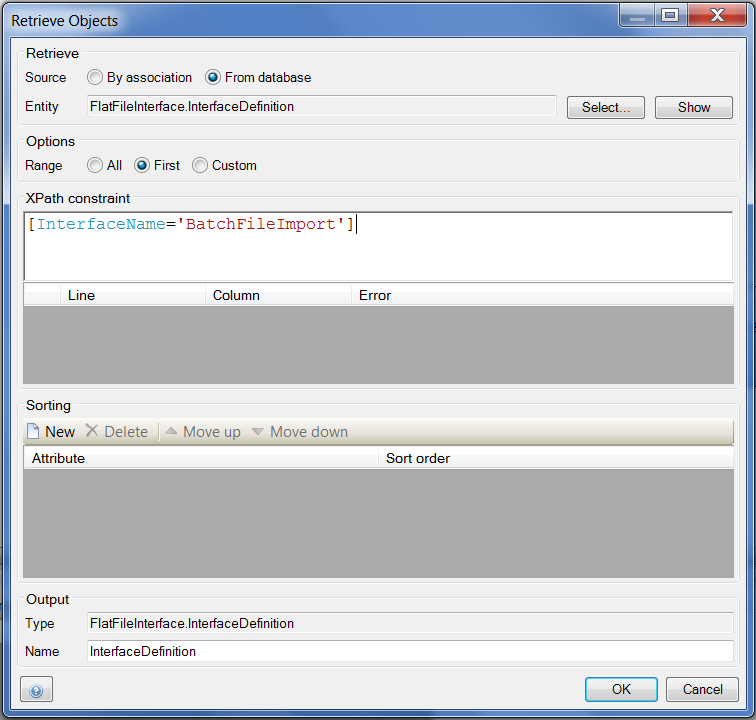 Retrieve Objects
Retrieve
Source By association From database
Entity FlatFileInterface.InterfaceDefinition Select... Show
Options
Range All First Custom
XPath constraint
[InterfaceName='BatchFileImport']
Line Column Error
Sorting
New Delete Move up Move down
Attribute Sort order
Output
Type FlatFileInterface.InterfaceDefinition
Name InterfaceDefinition
? OK Cancel